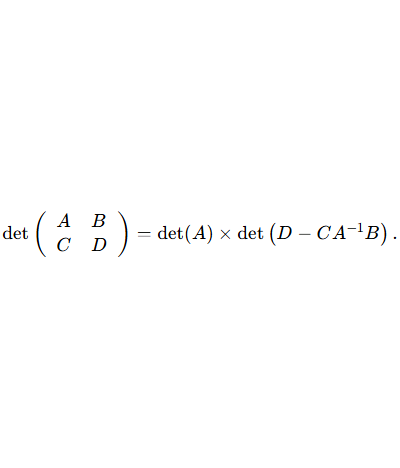 det ( A B
C D ) = det(A) × det (D − CA⁻¹B) .